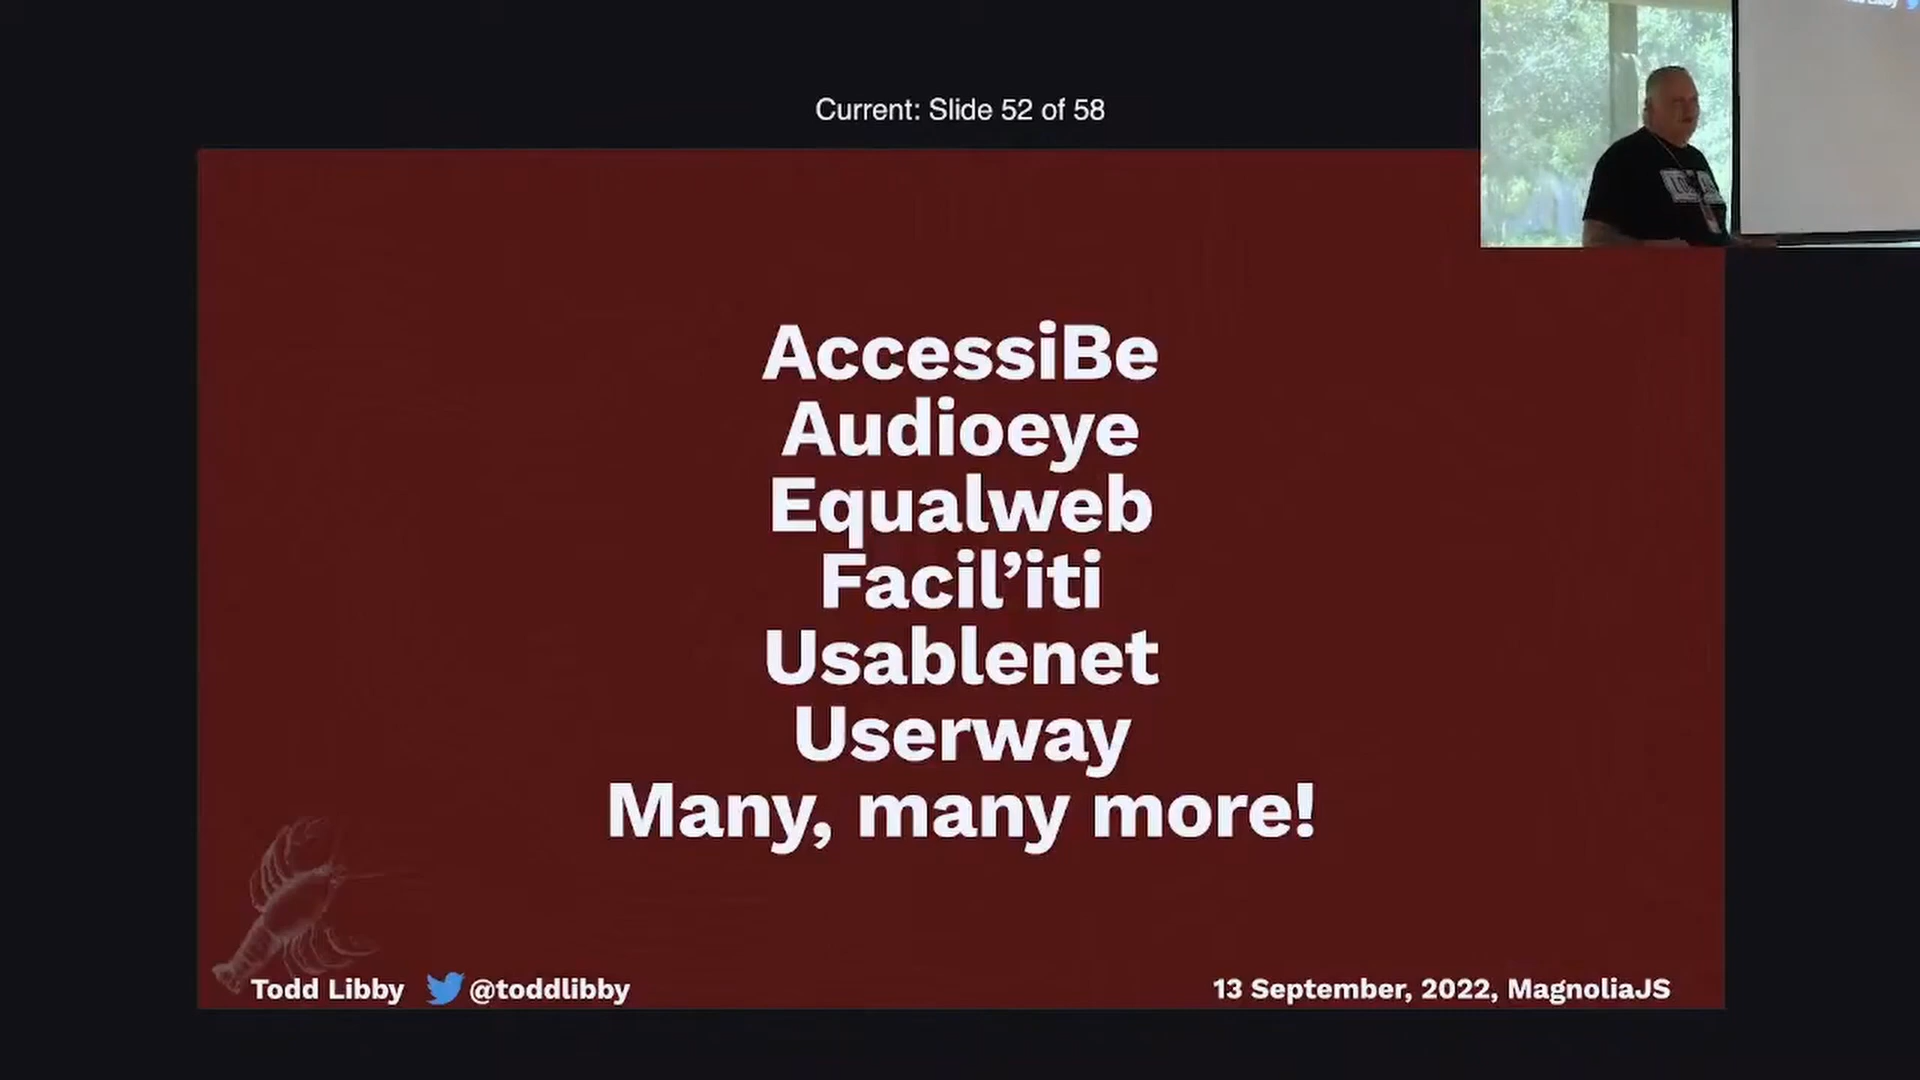 Current: Slide 52 of 58
AccessiBe
Audioeye
Equalweb
Facil’iti
Usablenet
Userway
Many, many more!
Todd Libby @toddlibby
13 September, 2022, MagnoliaJS
Libby